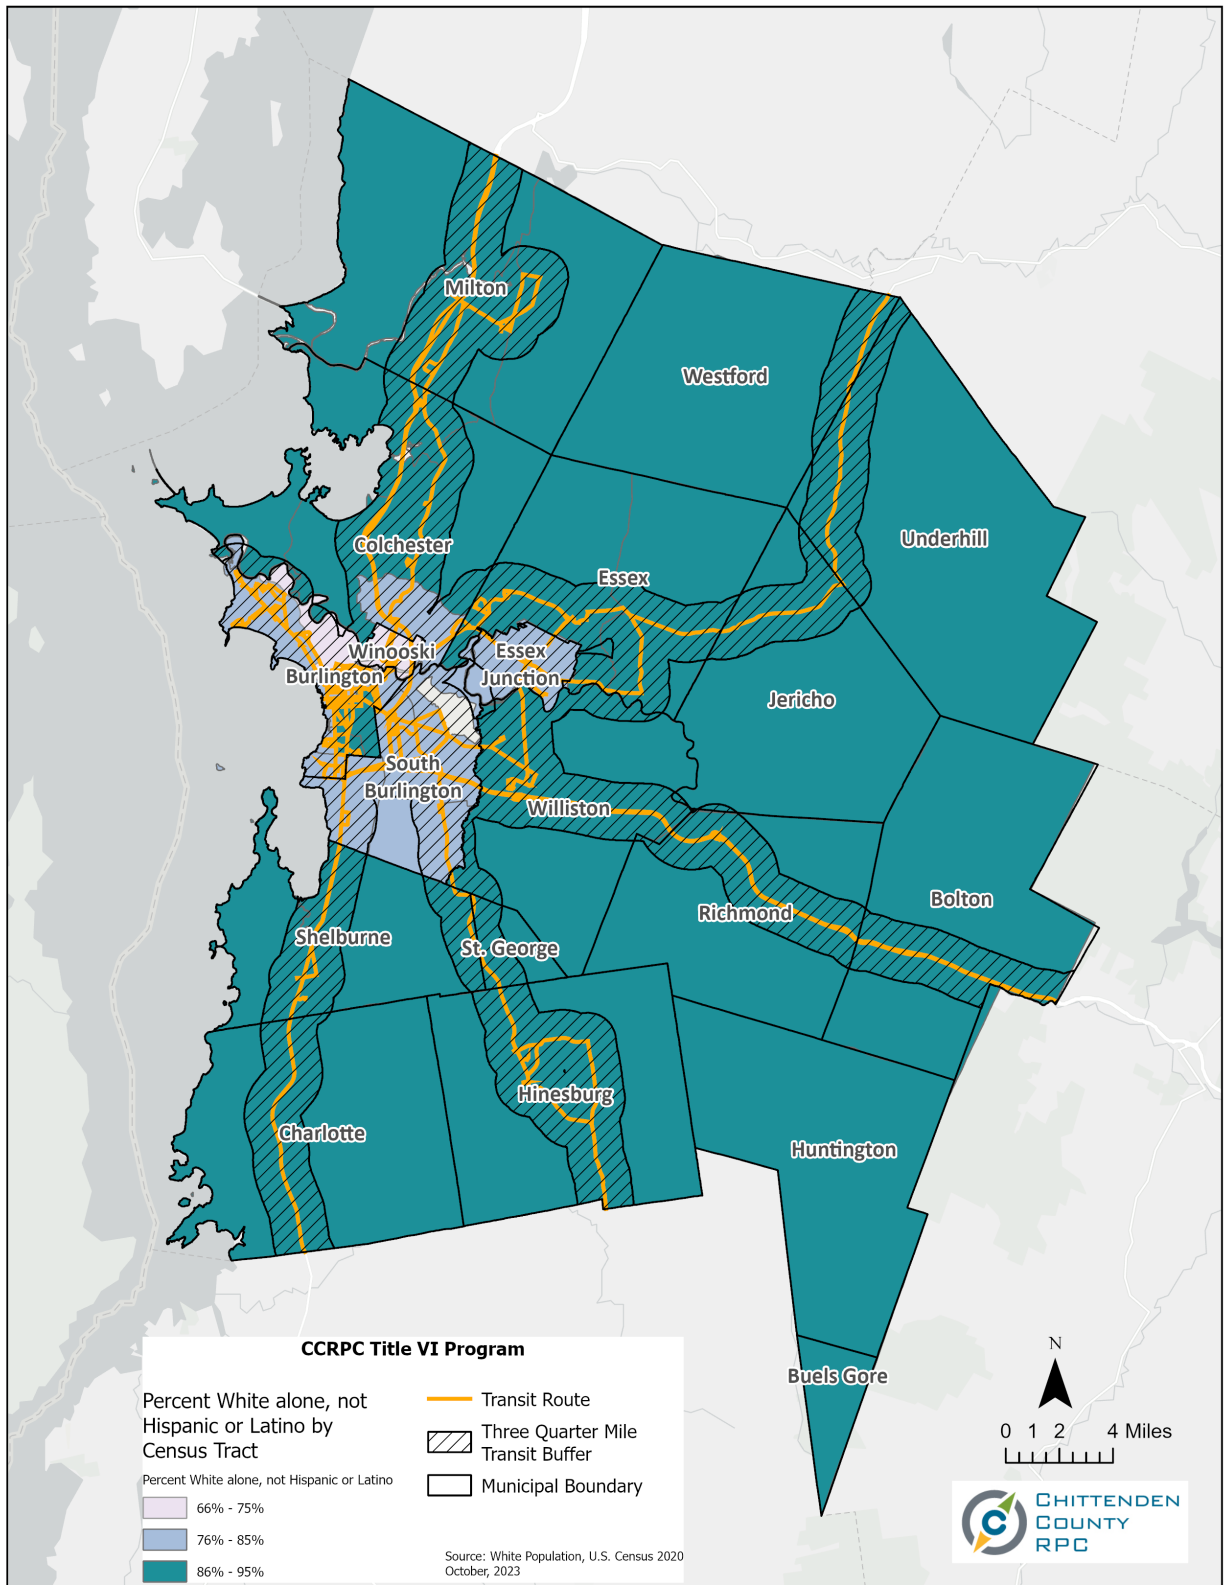 Milton
Westford
Underhill
Colchester
Essex
Winooski
Essex
Junction
Burlington
Jericho
South
Burlington
Williston
Bolton
Richmond
Shelburne
St. George
Hinesburg
Charlotte
Huntington
Buels Gore
CCRPC Title VI Program
Percent White alone, not
Hispanic or Latino by
Census Tract
Percent White alone, not Hispanic or Latino
66% - 75%
76% - 85%
86% - 95%
Transit Route
Three Quarter Mile
Transit Buffer
Municipal Boundary
Source: White Population, U.S. Census 2020
October, 2023
N
0 1 2 4 Miles
C
CHITTENDEN
COUNTY
RPC